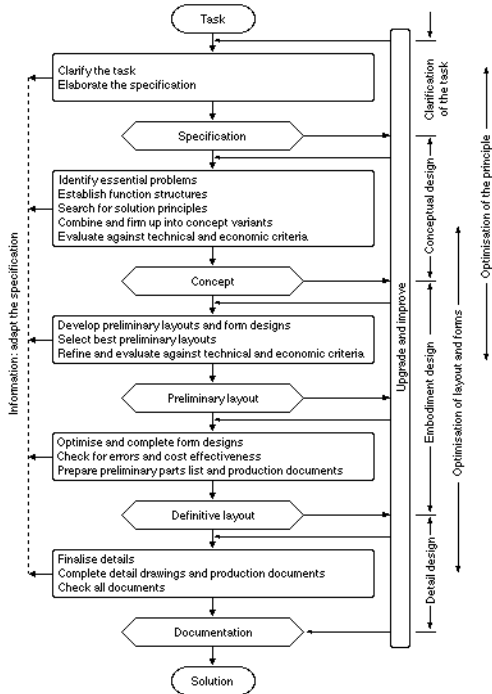 Task
Clarify the task
Elaborate the specification
Specification
Identify essential problems
Establish function structures
Search for solution principles
Combine and firm up into concept variants
Evaluate against technical and economic criteria
Concept
Develop preliminary layouts and form designs
Select best preliminary layouts
Refine and evaluate against technical and economic criteria
Preliminary layout
Optimise and complete form designs
Check for errors and cost effectiveness
Prepare preliminary parts list and production documents
Definitive layout
Finalise details
Complete detail drawings and production documents
Check all documents
Documentation
Solution
Information: adapt the specification
Upgrade and improve
Clarification
of the task
Conceptual design
Embodiment design
Detail design
Optimisation of layout and forms
Optimisation of the principle